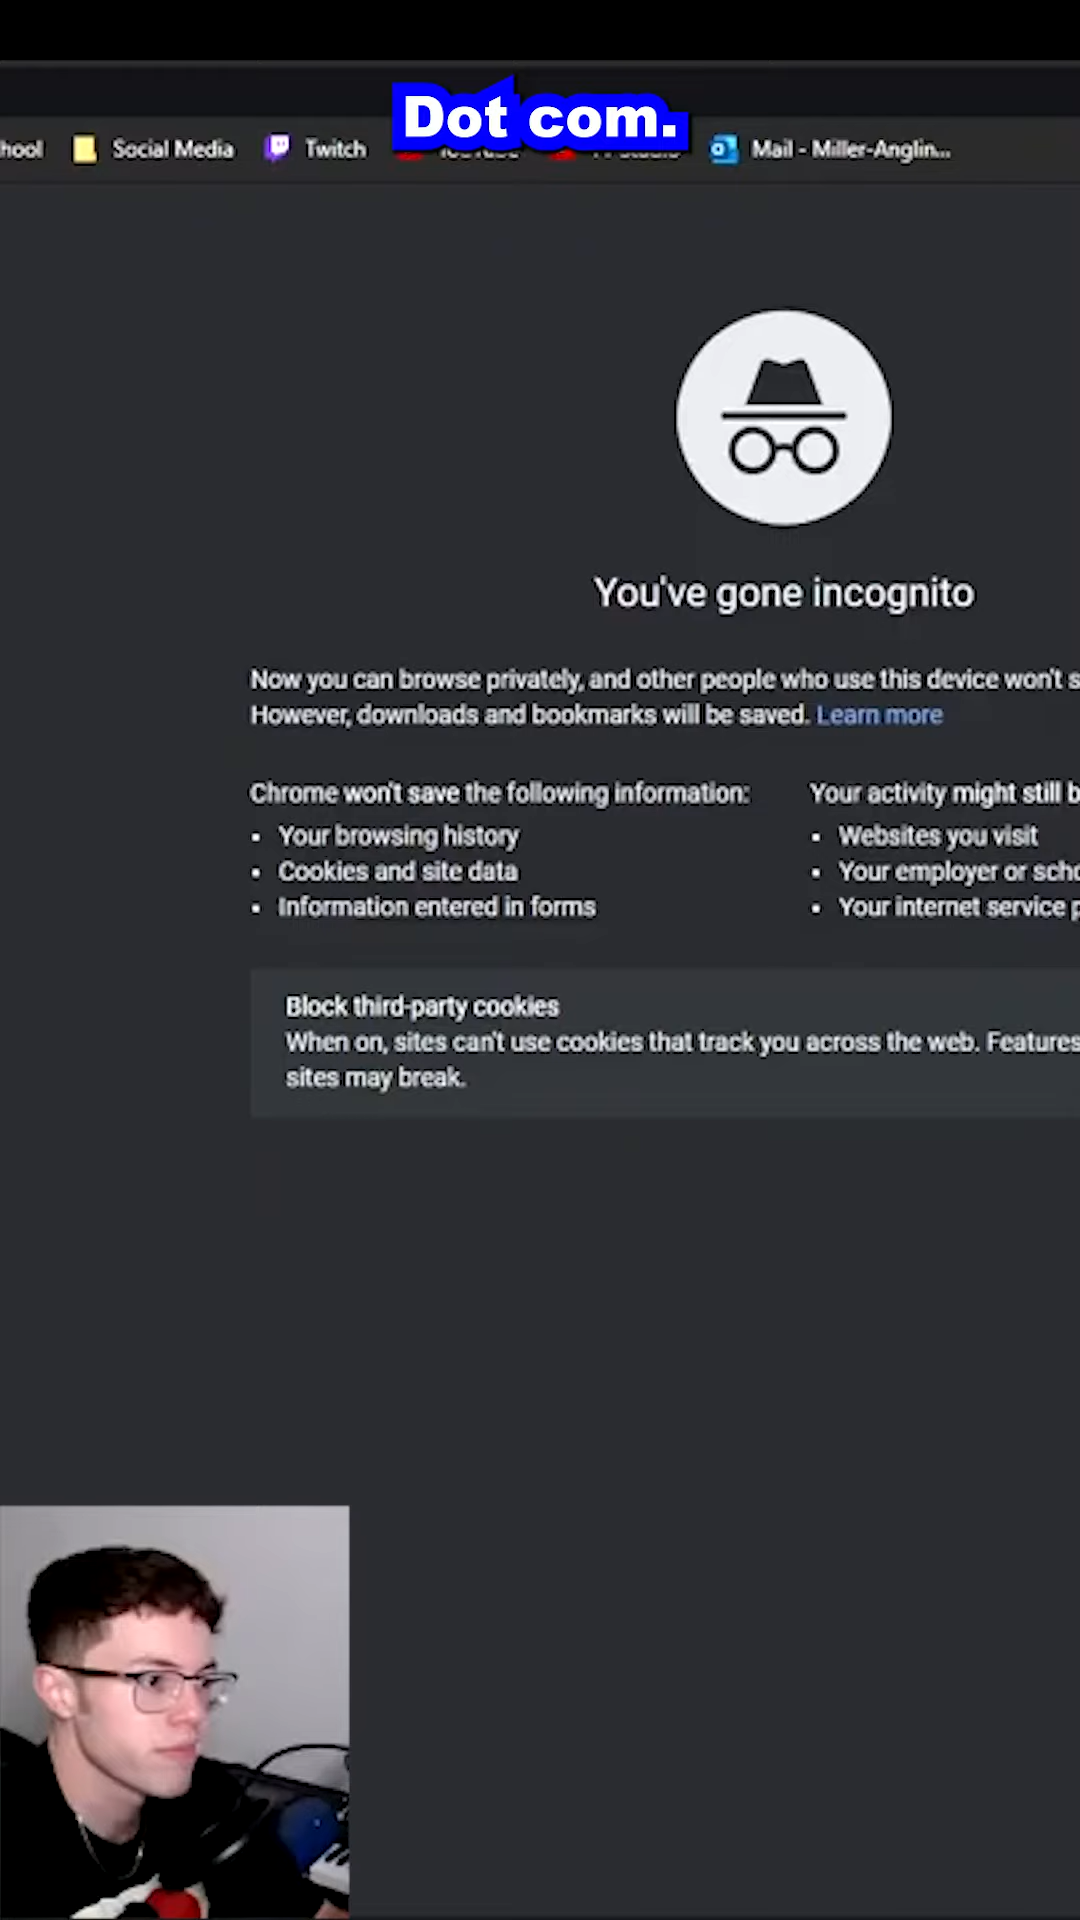 Dot com.
hool Social Media Twitch YouTube Studio Mail - Miller-Anglin...
You've gone incognito
Now you can browse privately, and other people who use this device won't s
However, downloads and bookmarks will be saved. Learn more
Chrome won't save the following information:
• Your browsing history
• Cookies and site data
• Information entered in forms
Your activity might still b
• Websites you visit
• Your employer or scho
• Your internet service p
Block third-party cookies
When on, sites can't use cookies that track you across the web. Features
sites may break.